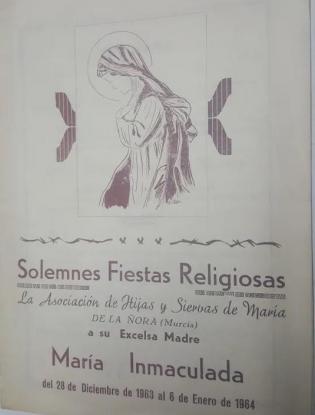 Solemnes Fiestas Religiosas
La Asociación de Hijas y Siervas de María
DE LA ÑORA (Murcia)
a su Excelsa Madre
María Inmaculada
del 28 de Diciembre de 1963 al 6 de Enero de 1964